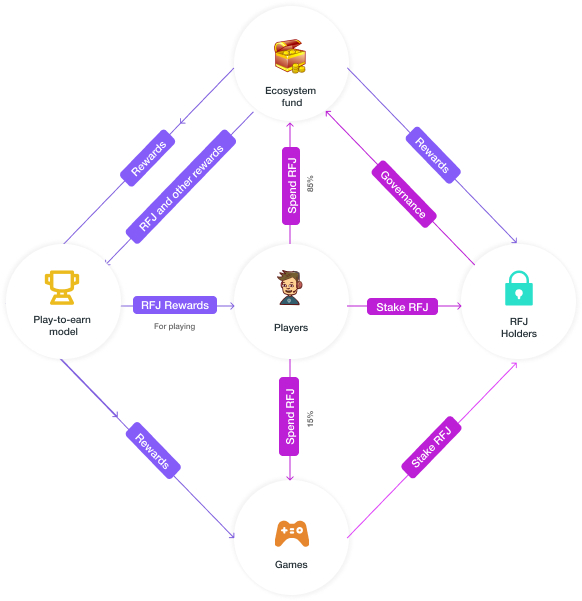 Ecosystem
fund
Rewards
Rewards
RFJ and other rewards
Spend RFJ
85%
Governance
Play-to-earn
model
RFJ Rewards
For playing
Players
Stake RFJ
RFJ
Holders
Spend RFJ
15%
Rewards
Stake RFJ
Games